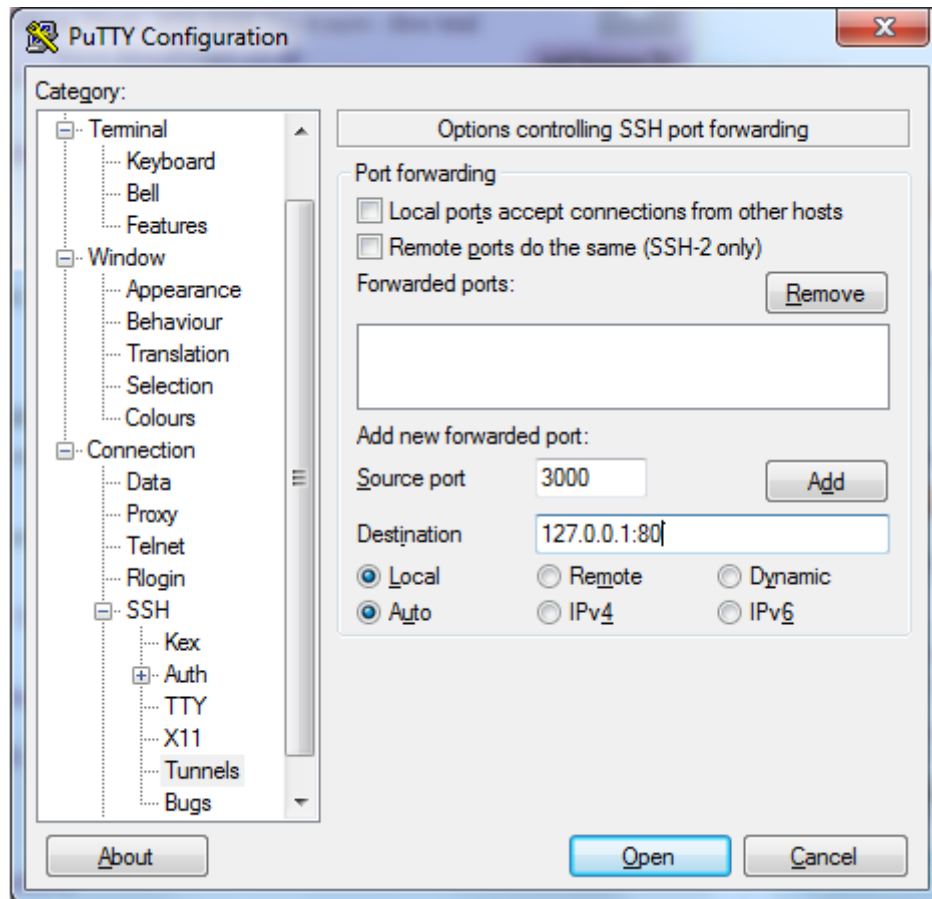 PuTTY Configuration
X
Category:
Terminal
Keyboard
Bell
Features
Window
Appearance
Behaviour
Translation
Selection
Colours
Connection
Data
Proxy
Telnet
Rlogin
SSH
Kex
Auth
TTY
X11
Tunnels
Bugs
Options controlling SSH port forwarding
Port forwarding
Local ports accept connections from other hosts
Remote ports do the same (SSH-2 only)
Forwarded ports:
Remove
Add new forwarded port:
Source port 3000 Add
Destination 127.0.0.1:80
Local Remote Dynamic
Auto IPv4 IPv6
About Open Cancel